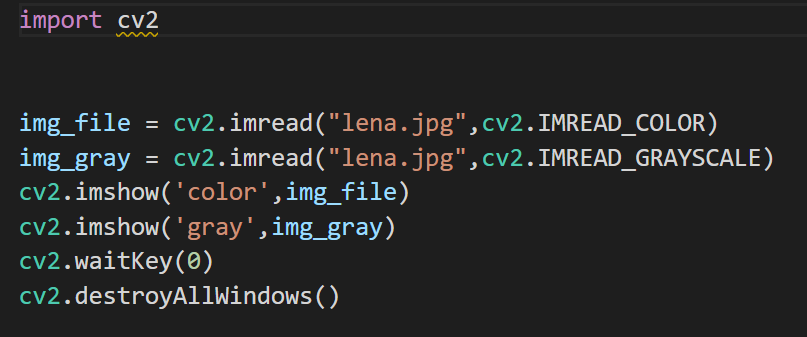 import cv2
img_file = cv2.imread("lena.jpg",cv2.IMREAD_COLOR)
img_gray = cv2.imread("lena.jpg",cv2.IMREAD_GRAYSCALE)
cv2.imshow('color',img_file)
cv2.imshow('gray',img_gray)
cv2.waitKey(0)
cv2.destroyAllWindows()